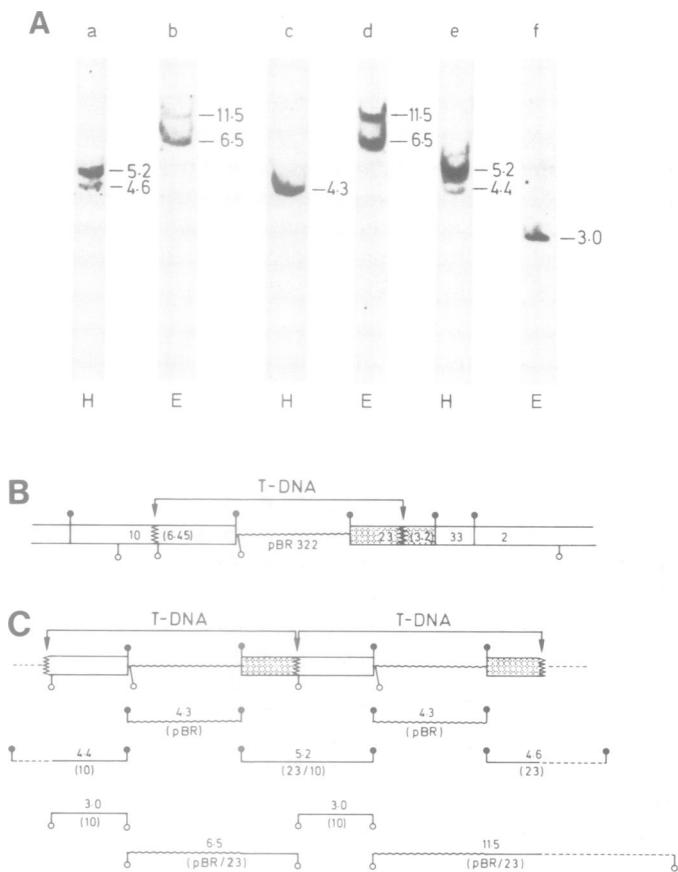 A
a b c d e f
11·5
6·5
5·2
4·6
4·3
11·5
6·5
5·2
4·4
3·0
H E H E H E
B
T-DNA
10 (6·45) pBR 322 23 (3·2) 33 2
C
T-DNA T-DNA
4·3 4·3
(pBR) (pBR)
4·4 5·2 4·6
(10) (23/10) (23)
3·0 3·0
(10) (10)
6·5 11·5
(pBR/23) (pBR/23)